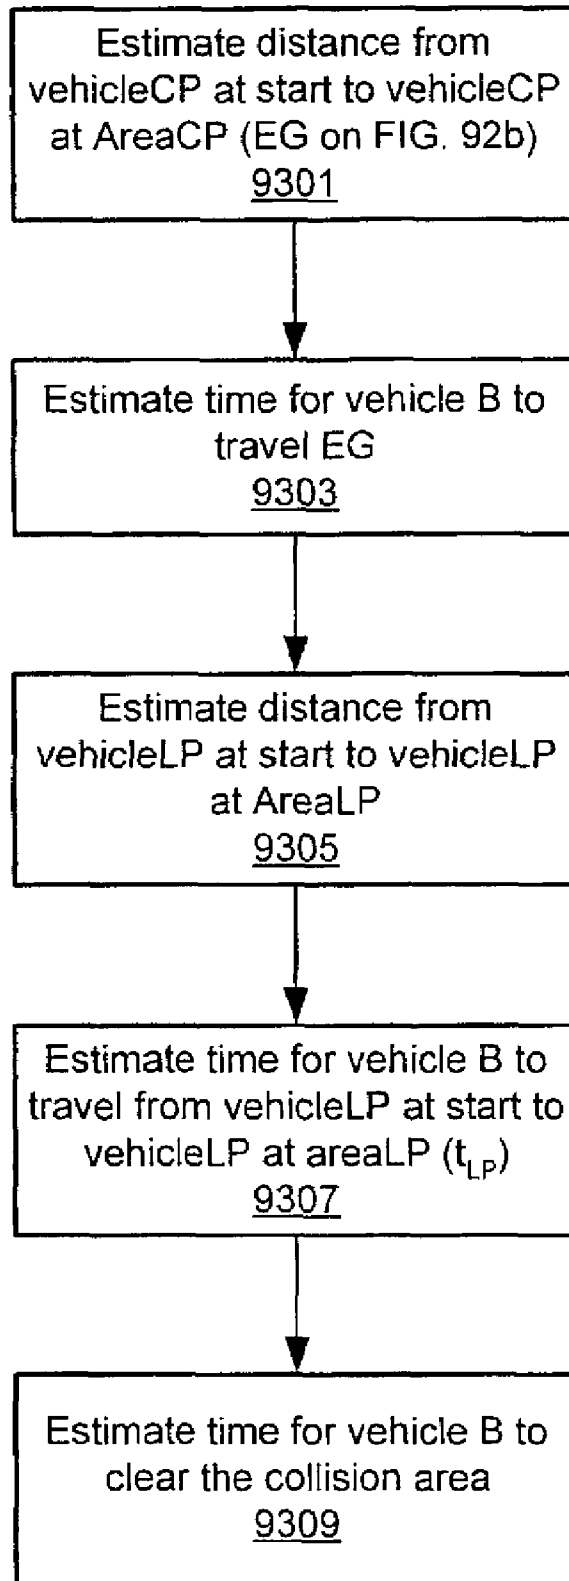 Estimate distance from
vehicleCP at start to vehicleCP
at AreaCP (EG on FIG. 92b)
9301
Estimate time for vehicle B to
travel EG
9303
Estimate distance from
vehicleLP at start to vehicleLP
at AreaLP
9305
Estimate time for vehicle B to
travel from vehicleLP at start to
vehicleLP at areaLP (t_LP)
9307
Estimate time for vehicle B to
clear the collision area
9309